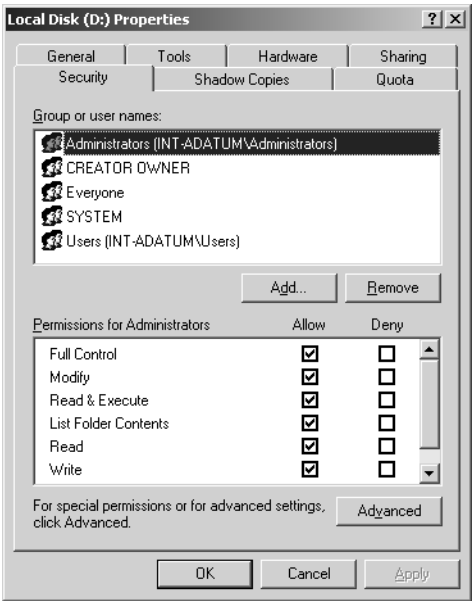 Local Disk (D:) Properties
General Tools Hardware Sharing
Security Shadow Copies Quota
Group or user names:
Administrators (INT-ADATUM\Administrators)
CREATOR OWNER
Everyone
SYSTEM
Users (INT-ADATUM\Users)
Add... Remove
Permissions for Administrators Allow Deny
Full Control
Modify
Read & Execute
List Folder Contents
Read
Write
For special permissions or for advanced settings,
click Advanced.
Advanced
OK Cancel Apply